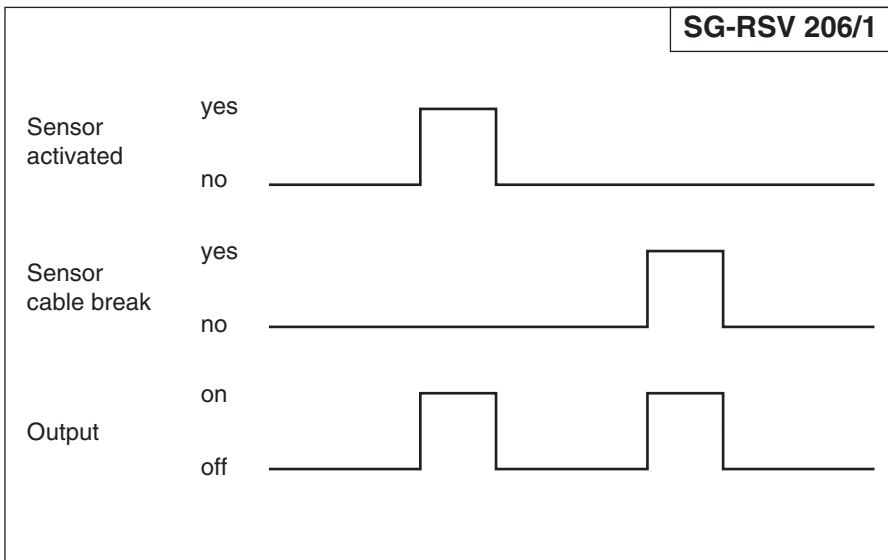 SG-RSV 206/1
yes
Sensor
activated
no
yes
Sensor
cable break
no
on
Output
off